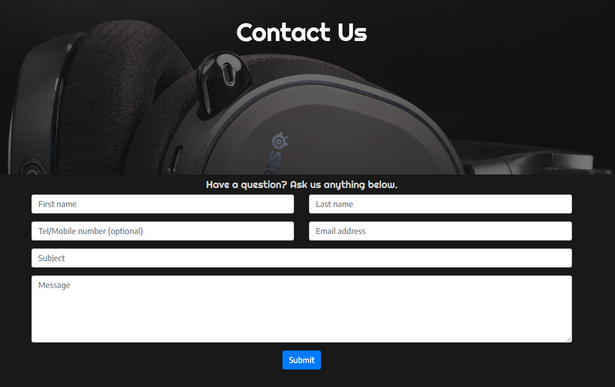 Contact Us
Have a question? Ask us anything below.
First name
Last name
Tel/Mobile number (optional)
Email address
Subject
Message
Submit